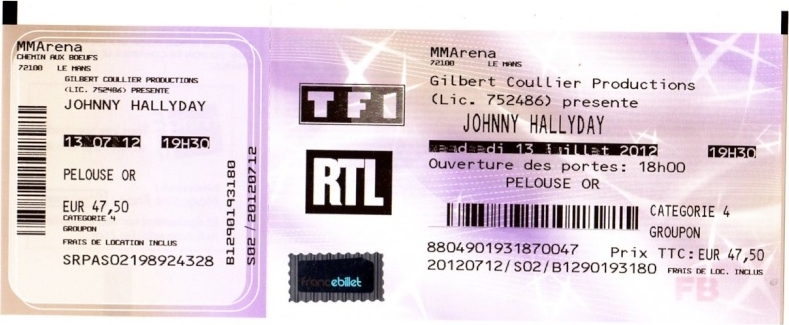 MMArena
CHEMIN AUX BOEUFS
72100 LE MANS
GILBERT COULLIER PRODUCTIONS
(LIC. 752486) PRESENTE
JOHNNY HALLYDAY
13 07 12 19H30
PELOUSE OR
EUR 47,50
CATEGORIE 4
GROUPON
FRAIS DE LOCATION INCLUS
SRPAS02198924328
B1290193180
S02/20120712
TF1
RTL
francebillet
MMArena
72100 LE MANS
Gilbert Coullier Productions
(Lic. 752486) presente
JOHNNY HALLYDAY
vendredi 13 juillet 2012 19H30
Ouverture des portes: 18h00
PELOUSE OR
CATEGORIE 4
GROUPON
8804901931870047 Prix TTC: EUR 47,50
20120712/S02/B1290193180 FRAIS DE LOC. INCLUS
FB